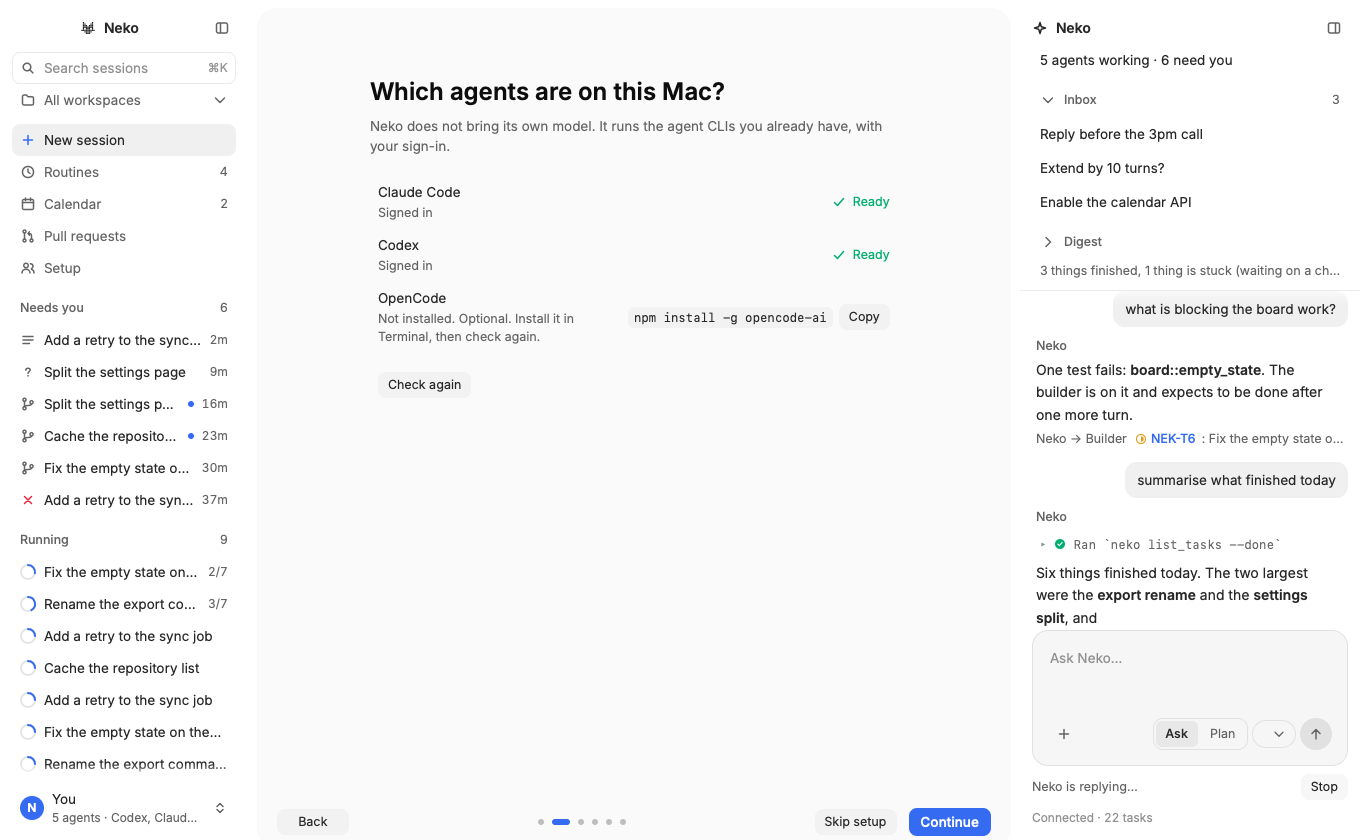 Neko
Search sessions ⌘K
All workspaces
New session
Routines 4
Calendar 2
Pull requests
Setup
Needs you 6
Add a retry to the sync... 2m
Split the settings page 9m
Split the settings p... 16m
Cache the reposito... 23m
Fix the empty state o... 30m
Add a retry to the syn... 37m
Running 9
Fix the empty state on... 2/7
Rename the export co... 3/7
Add a retry to the sync job
Cache the repository list
Add a retry to the sync job
Fix the empty state on the...
Rename the export comma...
N
You
5 agents · Codex, Claud...
Which agents are on this Mac?
Neko does not bring its own model. It runs the agent CLIs you already have, with
your sign-in.
Claude Code
Signed in
Ready
Codex
Signed in
Ready
OpenCode
Not installed. Optional. Install it in
Terminal, then check again.
npm install -g opencode-ai Copy
Check again
Back
Skip setup
Continue
Neko
5 agents working · 6 need you
Inbox 3
Reply before the 3pm call
Extend by 10 turns?
Enable the calendar API
Digest
3 things finished, 1 thing is stuck (waiting on a ch...
what is blocking the board work?
Neko
One test fails: board::empty_state. The
builder is on it and expects to be done after
one more turn.
Neko → Builder NEK-T6 : Fix the empty state o...
summarise what finished today
Neko
Ran `neko list_tasks --done`
Six things finished today. The two largest
were the export rename and the settings
split, and
Ask Neko...
Ask Plan
Neko is replying...
Stop
Connected · 22 tasks